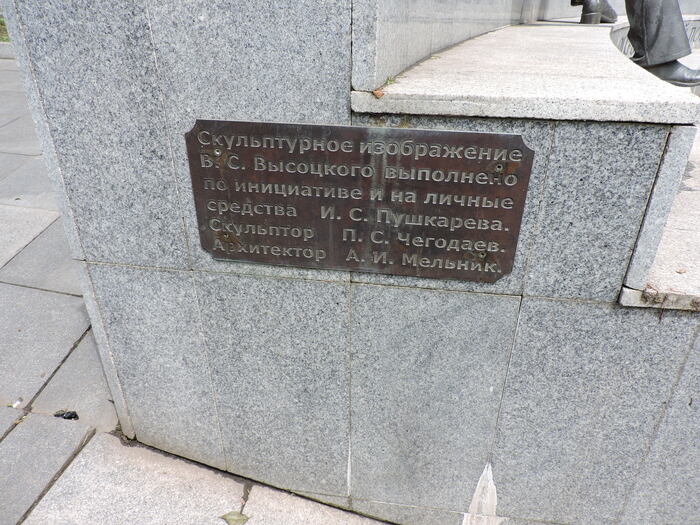 Скульптурное изображение
В. С. Высоцкого выполнено
по инициативе и на личные
средства И. С. Пушкарева.
Скульптор П. С. Чегодаев.
Архитектор А. И. Мельник.